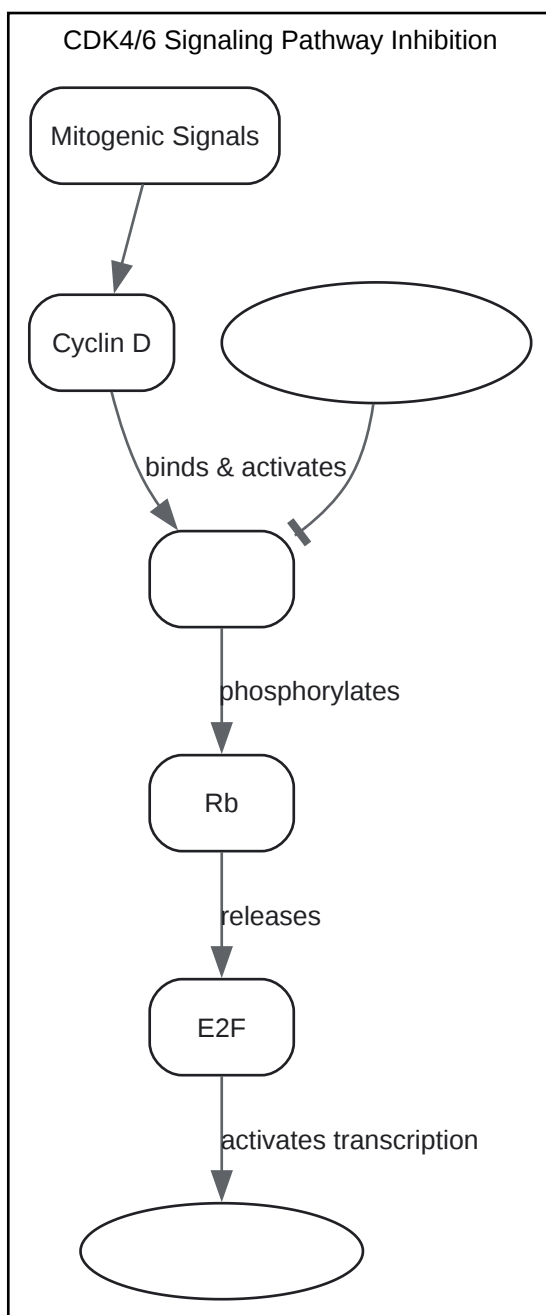 CDK4/6 Signaling Pathway Inhibition
Mitogenic Signals
Cyclin D
binds & activates
phosphorylates
Rb
releases
E2F
activates transcription